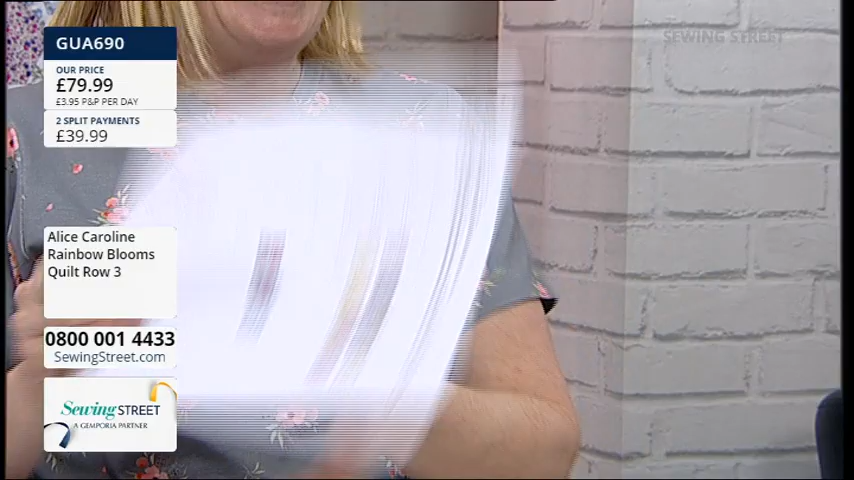 GUA690
OUR PRICE
£79.99
£3.95 P&P PER DAY
2 SPLIT PAYMENTS
£39.99
Alice Caroline
Rainbow Blooms
Quilt Row 3
0800 001 4433
SewingStreet.com
Sewing STREET
A GEMPORIA PARTNER
SEWING STREET